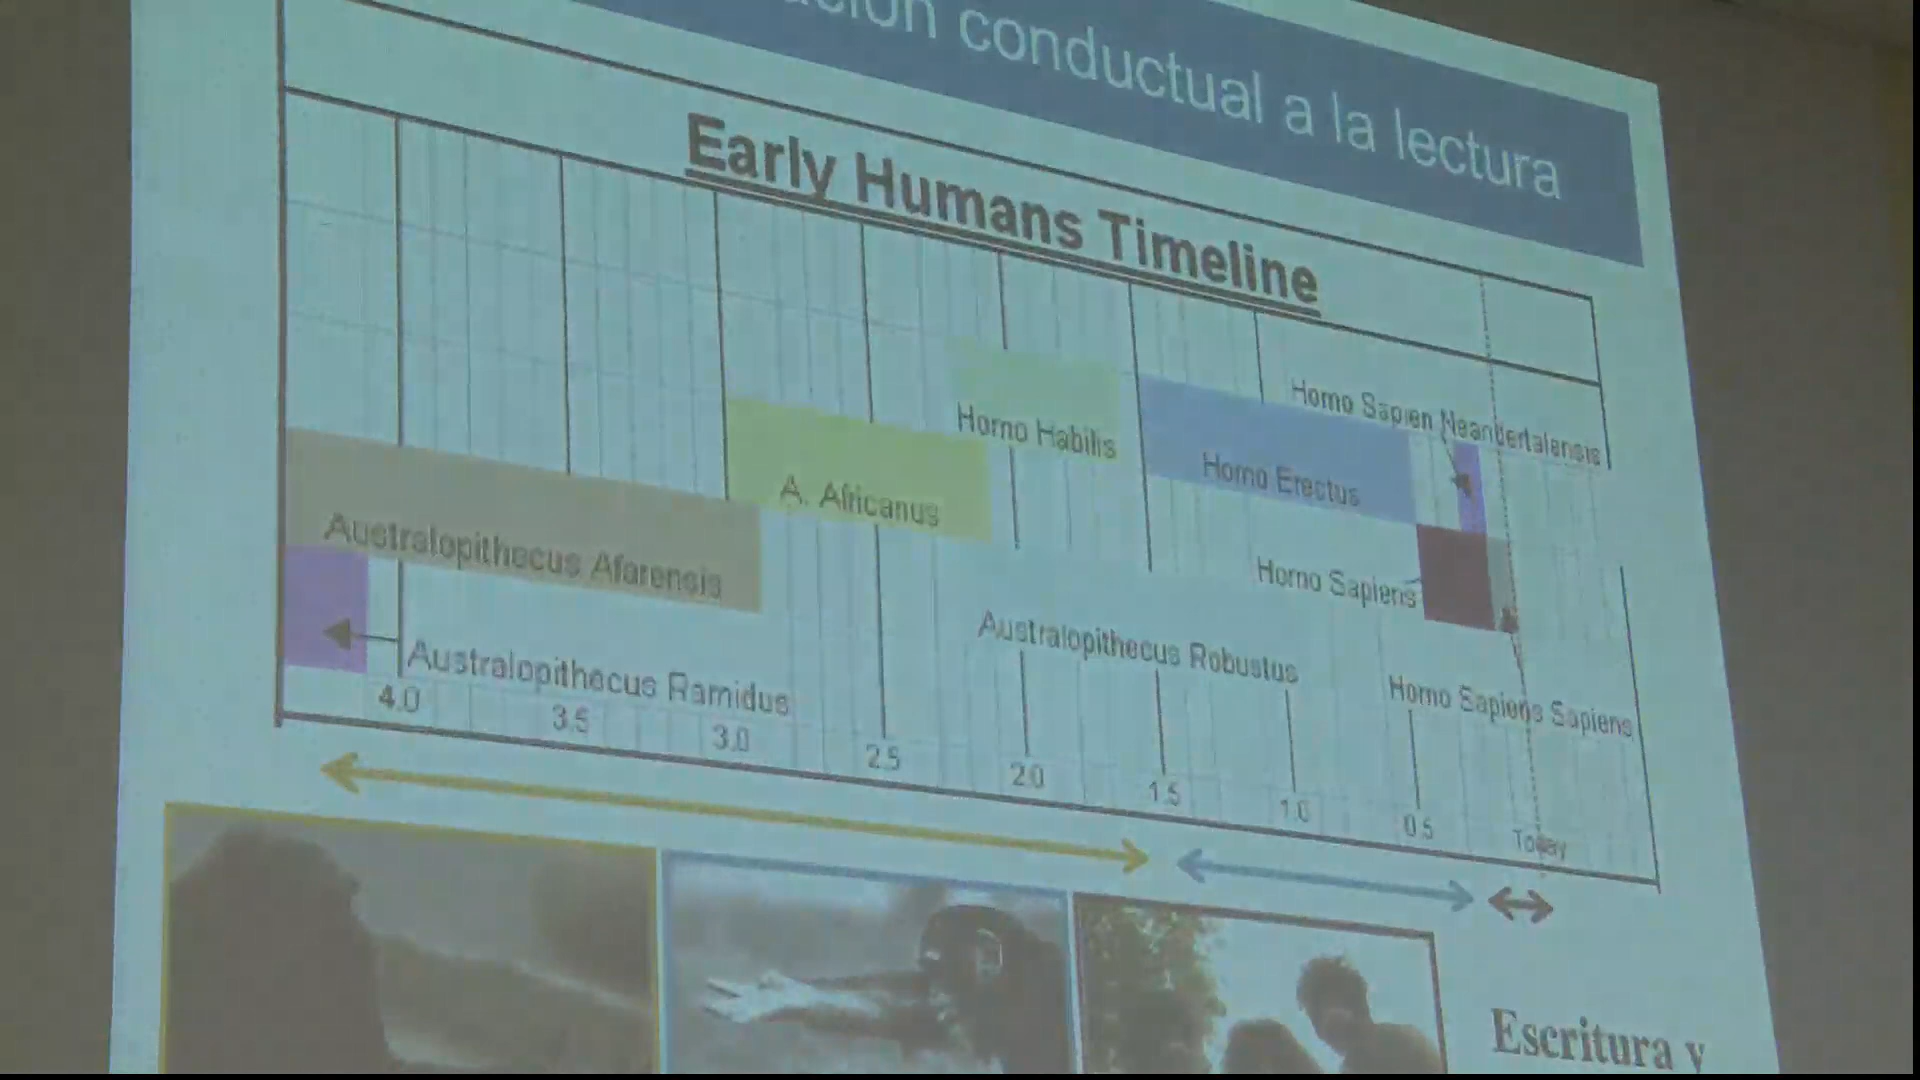 conductual a la lectura
Early Humans Timeline
Homo Sapien Neandertalensis
Homo Habilis
Homo Erectus
A. Africanus
Australopithecus Afarensis
Homo Sapiens
Australopithecus Robustus
Australopithecus Ramidus
Homo Sapiens Sapiens
4.0 3.5 3.0 2.5 2.0 1.5 1.0 0.5 Today
Escritura y